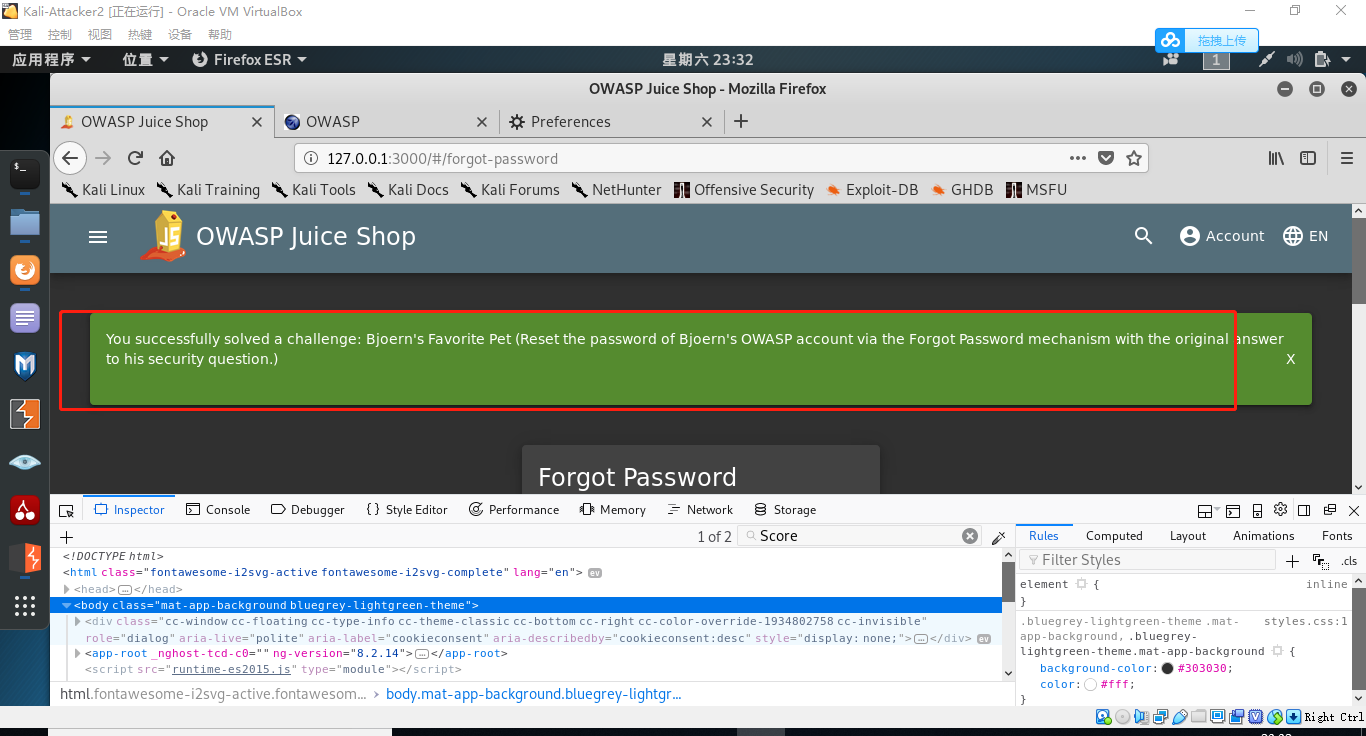 Kali-Attacker2 [正在运行] - Oracle VM VirtualBox
管理 控制 视图 热键 设备 帮助
拖拽上传
应用程序 位置 Firefox ESR 星期六 23:32 1
OWASP Juice Shop - Mozilla Firefox
OWASP Juice Shop OWASP Preferences
127.0.0.1:3000/#/forgot-password
Kali Linux Kali Training Kali Tools Kali Docs Kali Forums NetHunter Offensive Security Exploit-DB GHDB MSFU
JS OWASP Juice Shop Account EN
You successfully solved a challenge: Bjoern's Favorite Pet (Reset the password of Bjoern's OWASP account via the Forgot Password mechanism with the original answer
to his security question.) X
Forgot Password
Inspector Console Debugger {} Style Editor Performance Memory Network Storage
1 of 2 Score
Rules Computed Layout Animations Fonts
Filter Styles .cls
<!DOCTYPE html>
<html class="fontawesome-i2svg-active fontawesome-i2svg-complete" lang="en"> ev
<head>…</head>
<body class="mat-app-background bluegrey-lightgreen-theme">
<div class="cc-window cc-floating cc-type-info cc-theme-classic cc-bottom cc-right cc-color-override-1934802758 cc-invisible"
role="dialog" aria-live="polite" aria-label="cookieconsent" aria-describedby="cookieconsent:desc" style="display: none;">…</div> ev
<app-root _nghost-tcd-c0="" ng-version="8.2.14">…</app-root>
<script src="runtime-es2015.js" type="module"></script>
html.fontawesome-i2svg-active.fontawesom… body.mat-app-background.bluegrey-lightgr…
element { inline
}
.bluegrey-lightgreen-theme .mat- styles.css:1
app-background, .bluegrey-
lightgreen-theme.mat-app-background {
background-color: #303030;
color: #fff;
}
Right Ctrl